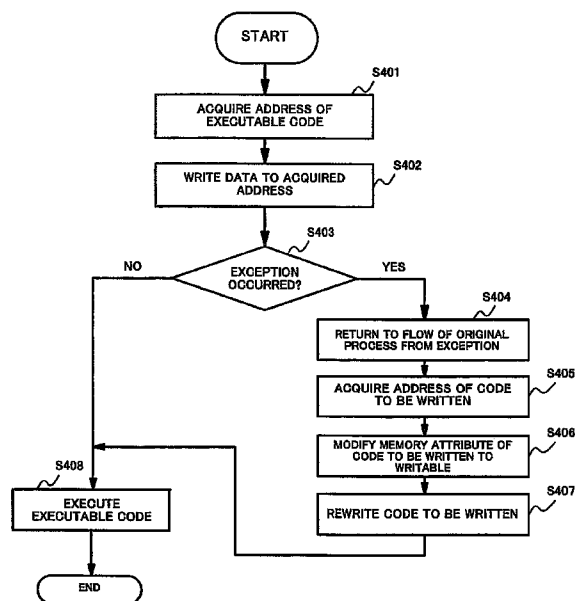 START
S401
ACQUIRE ADDRESS OF
EXECUTABLE CODE
S402
WRITE DATA TO ACQUIRED
ADDRESS
S403
EXCEPTION
OCCURRED?
NO
YES
S404
RETURN TO FLOW OF ORIGINAL
PROCESS FROM EXCEPTION
S405
ACQUIRE ADDRESS OF CODE
TO BE WRITTEN
S406
MODIFY MEMORY ATTRIBUTE OF
CODE TO BE WRITTEN TO
WRITABLE
S407
REWRITE CODE TO BE WRITTEN
S408
EXECUTE
EXECUTABLE CODE
END